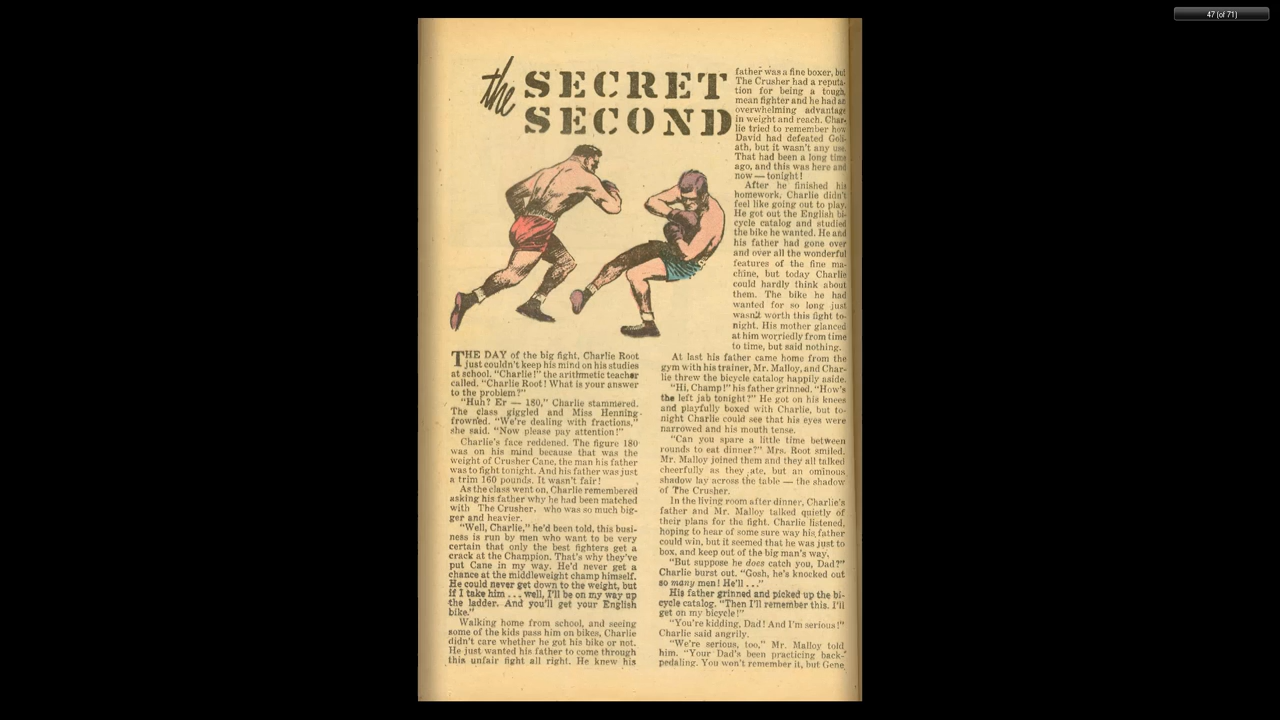 47 (of 71)
the SECRET
SECOND
THE DAY of the big fight, Charlie Root
just couldn't keep his mind on his studies
at school. "Charlie!" the arithmetic teacher
called. "Charlie Root! What is your answer
to the problem?"
"Huh? Er — 180," Charlie stammered.
The class giggled and Miss Henning
frowned. "We're dealing with fractions,"
she said. "Now please pay attention!"
Charlie's face reddened. The figure 180
was on his mind because that was the
weight of Crusher Cane, the man his father
was to fight tonight. And his father was just
a trim 160 pounds. It wasn't fair!
As the class went on, Charlie remembered
asking his father why he had been matched
with The Crusher, who was so much big-
ger and heavier.
"Well, Charlie," he'd been told, this busi-
ness is run by men who want to be very
certain that only the best fighters get a
crack at the Champion. That's why they've
put Cane in my way. He'd never get a
chance at the middleweight champ himself.
He could never get down to the weight, but
if I take him . . . well, I'll be on my way up
the ladder. And you'll get your English
bike."
Walking home from school, and seeing
some of the kids pass him on bikes, Charlie
didn't care whether he got his bike or not.
He just wanted his father to come through
this unfair fight all right. He knew his
father was a fine boxer, but
The Crusher had a reputa-
tion for being a tough,
mean fighter and he had an
overwhelming advantage
in weight and reach. Char-
lie tried to remember how
David had defeated Goli-
ath, but it wasn't any use.
That had been a long time
ago, and this was here and
now — tonight!
After he finished his
homework, Charlie didn't
feel like going out to play.
He got out the English bi-
cycle catalog and studied
the bike he wanted. He and
his father had gone over
and over all the wonderful
features of the fine ma-
chine, but today Charlie
could hardly think about
them. The bike he had
wanted for so long just
wasn't worth this fight to-
night. His mother glanced
at him worriedly from time
to time, but said nothing.
At last his father came home from the
gym with his trainer, Mr. Malloy, and Char-
lie threw the bicycle catalog happily aside.
"Hi, Champ!" his father grinned. "How's
the left jab tonight?" He got on his knees
and playfully boxed with Charlie, but to-
night Charlie could see that his eyes were
narrowed and his mouth tense.
"Can you spare a little time between
rounds to eat dinner?" Mrs. Root smiled.
Mr. Malloy joined them and they all talked
cheerfully as they ate, but an ominous
shadow lay across the table — the shadow
of The Crusher.
In the living room after dinner, Charlie's
father and Mr. Malloy talked quietly of
their plans for the fight. Charlie listened,
hoping to hear of some sure way his father
could win, but it seemed that he was just to
box, and keep out of the big man's way.
"But suppose he does catch you, Dad?"
Charlie burst out. "Gosh, he's knocked out
so many men! He'll . . ."
His father grinned and picked up the bi-
cycle catalog. "Then I'll remember this. I'll
get on my bicycle!"
"You're kidding, Dad! And I'm serious!"
Charlie said angrily.
"We're serious, too," Mr. Malloy told
him. "Your Dad's been practicing back-
pedaling. You won't remember it, but Gene